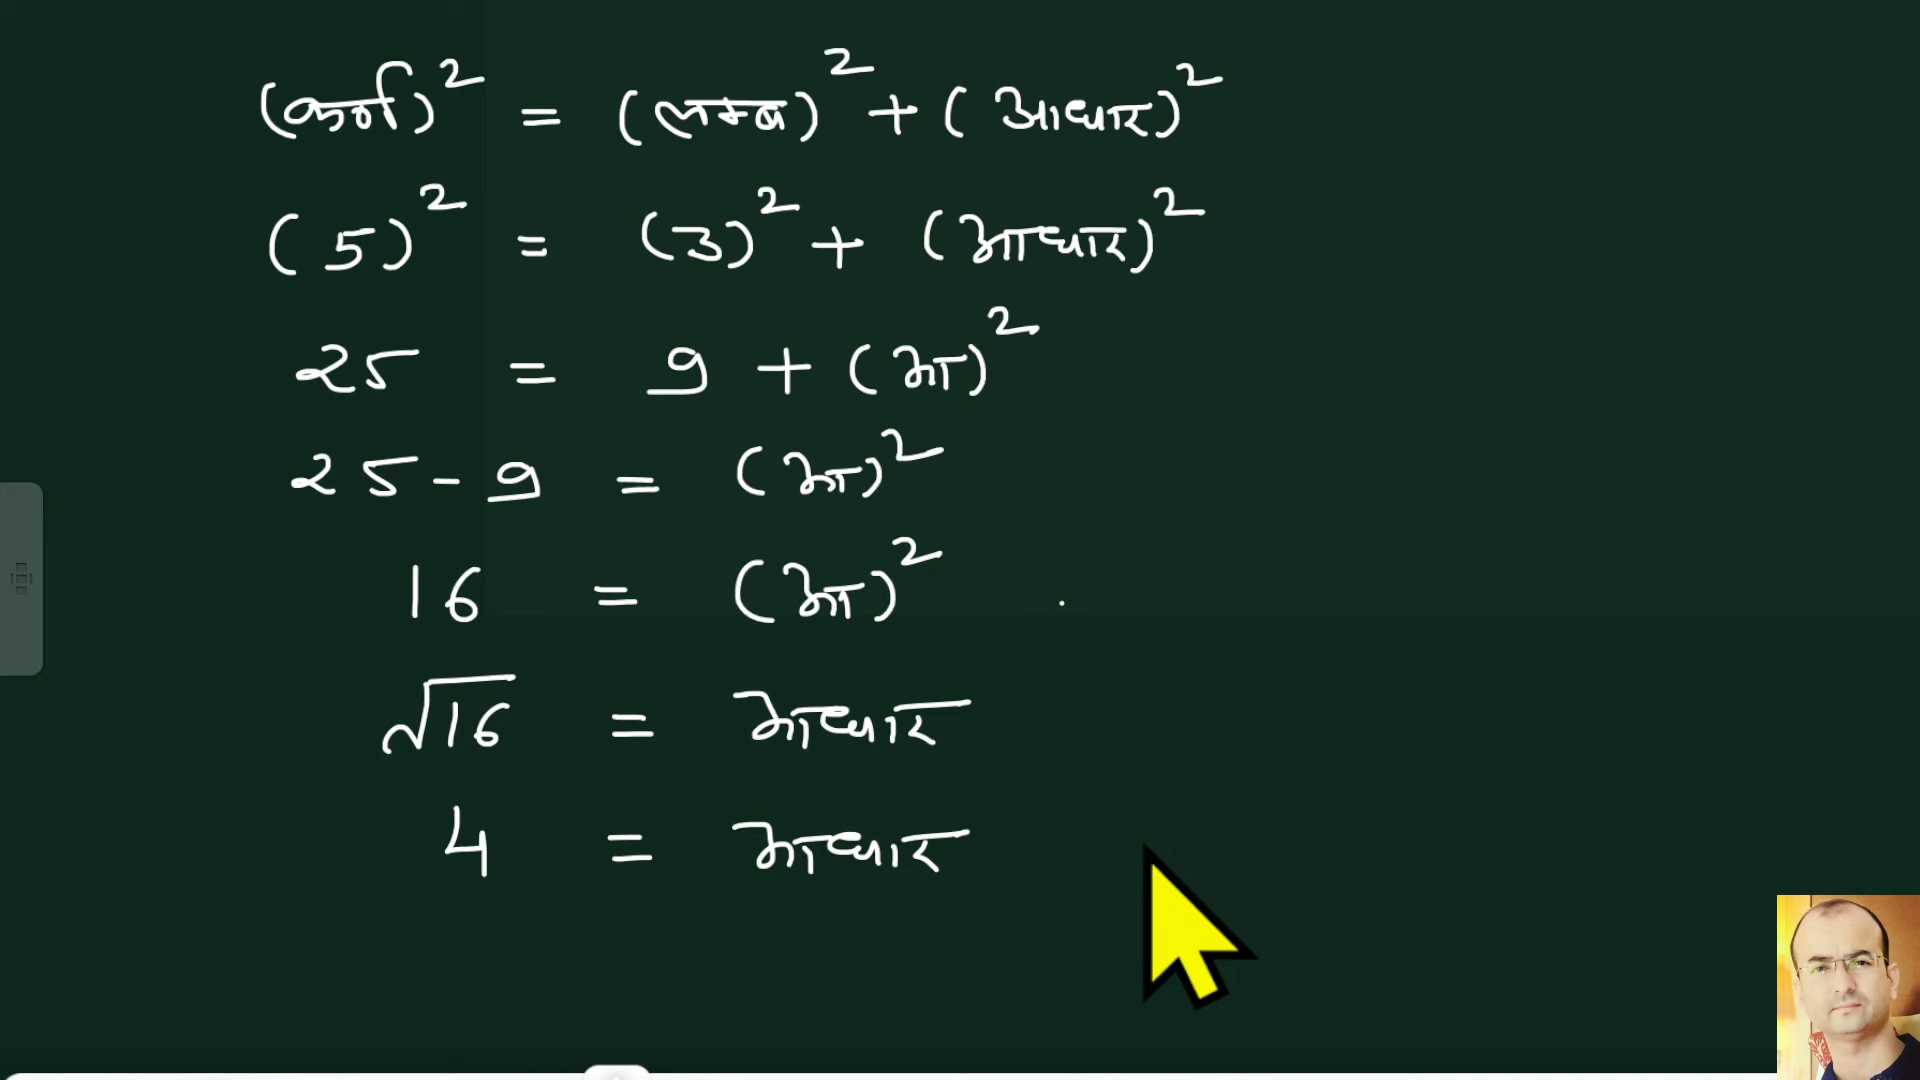 (कर्ण)² = (लम्ब)² + (आधार)²
(5)² = (3)² + (आधार)²
25 = 9 + (आ)²
25 - 9 = (आ)²
16 = (आ)²
√16 = आधार
4 = आधार